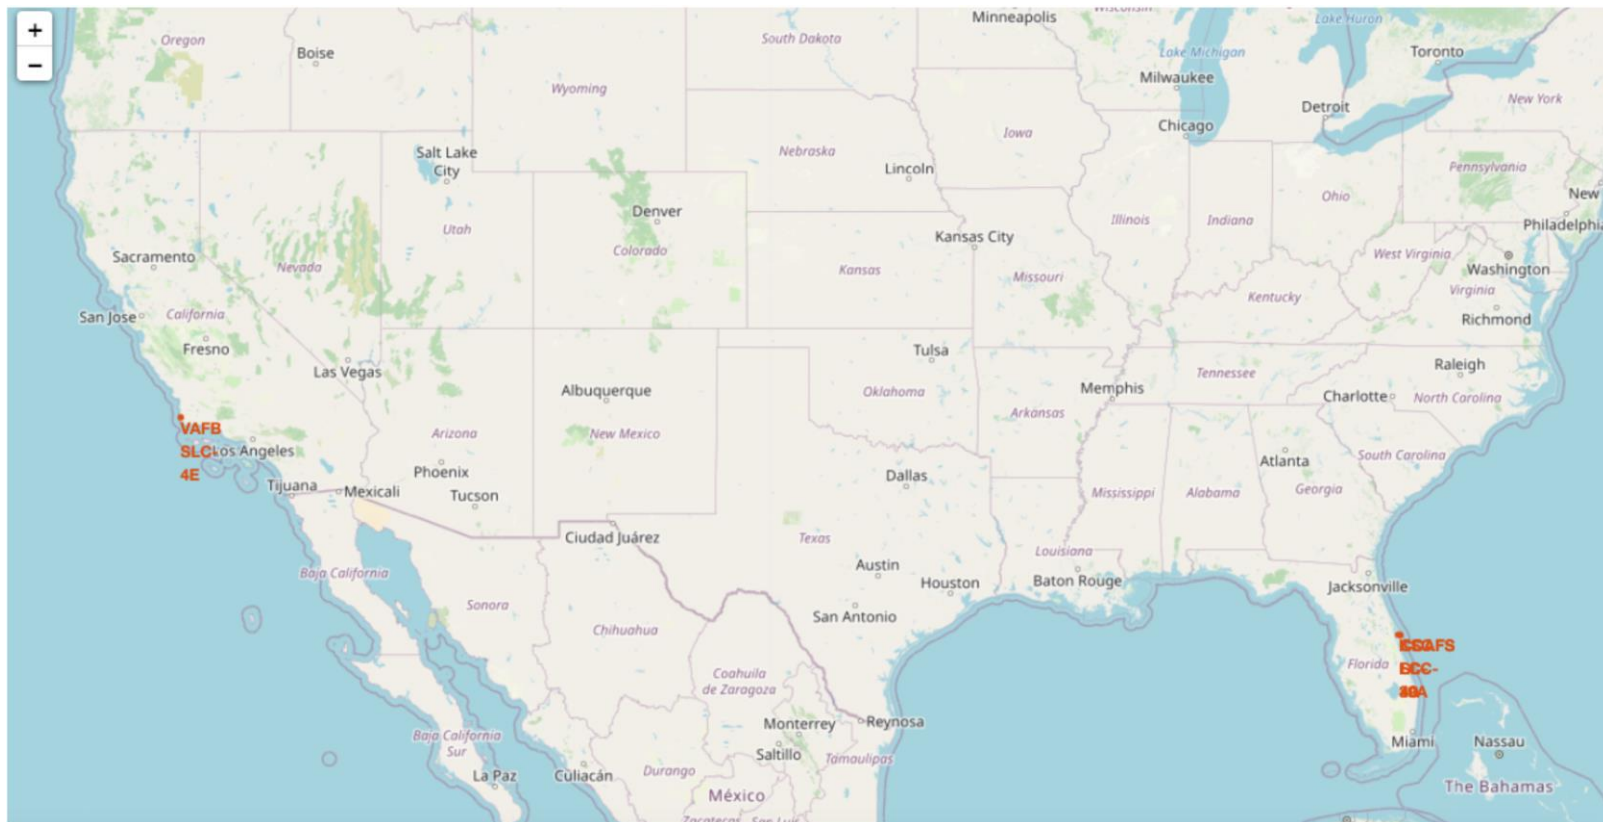 +
−
Oregon
Boise
South Dakota
Minneapolis
Wisconsin
Lake Huron
Toronto
Lake Michigan
Milwaukee
Wyoming
Detroit
New York
Chicago
Iowa
Salt Lake
City
Nebraska
Lincoln
Pennsylvania
New
Ohio
Denver
Illinois
Indiana
Philadelphia
Utah
Kansas City
Colorado
Sacramento
Nevada
Kansas
Missouri
West Virginia
Washington
Virginia
Kentucky
California
San Jose
Richmond
Fresno
Las Vegas
Tulsa
Raleigh
Tennessee
Albuquerque
Oklahoma
Memphis
Charlotte
North Carolina
Arkansas
VAFB
SLC-
4E
Los Angeles
Arizona
New Mexico
Phoenix
Atlanta
South Carolina
Dallas
Tijuana
Mexicali
Tucson
Mississippi
Alabama
Georgia
Ciudad Juárez
Texas
Louisiana
Austin
Houston
Baton Rouge
Jacksonville
Baja California
Sonora
San Antonio
Chihuahua
Florida
Coahuila
de Zaragoza
Monterrey
Reynosa
Baja California
Sur
Saltillo
Tamaulipas
Miami
Nassau
La Paz
Culiacán
Durango
The Bahamas
México
Zacatecas
San Luis